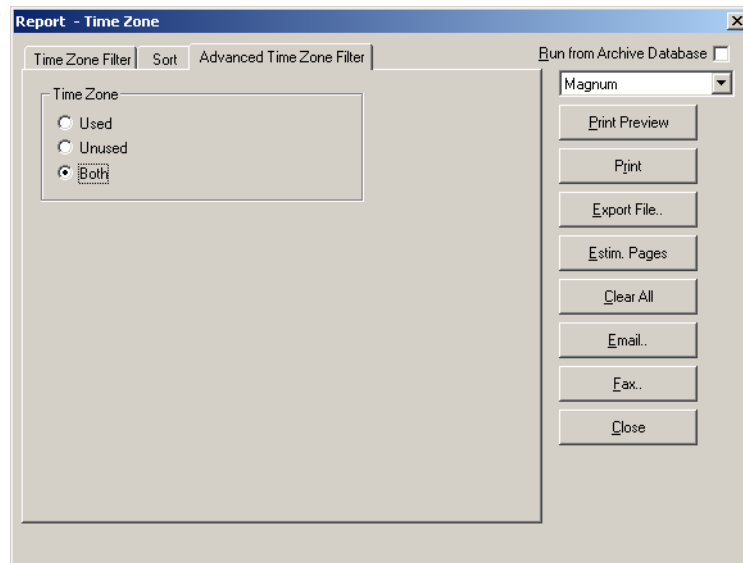 Report - Time Zone
Time Zone Filter Sort Advanced Time Zone Filter
Run from Archive Database
Magnum
Time Zone
Used
Unused
Both
Print Preview
Print
Export File..
Estim. Pages
Clear All
Email..
Fax..
Close